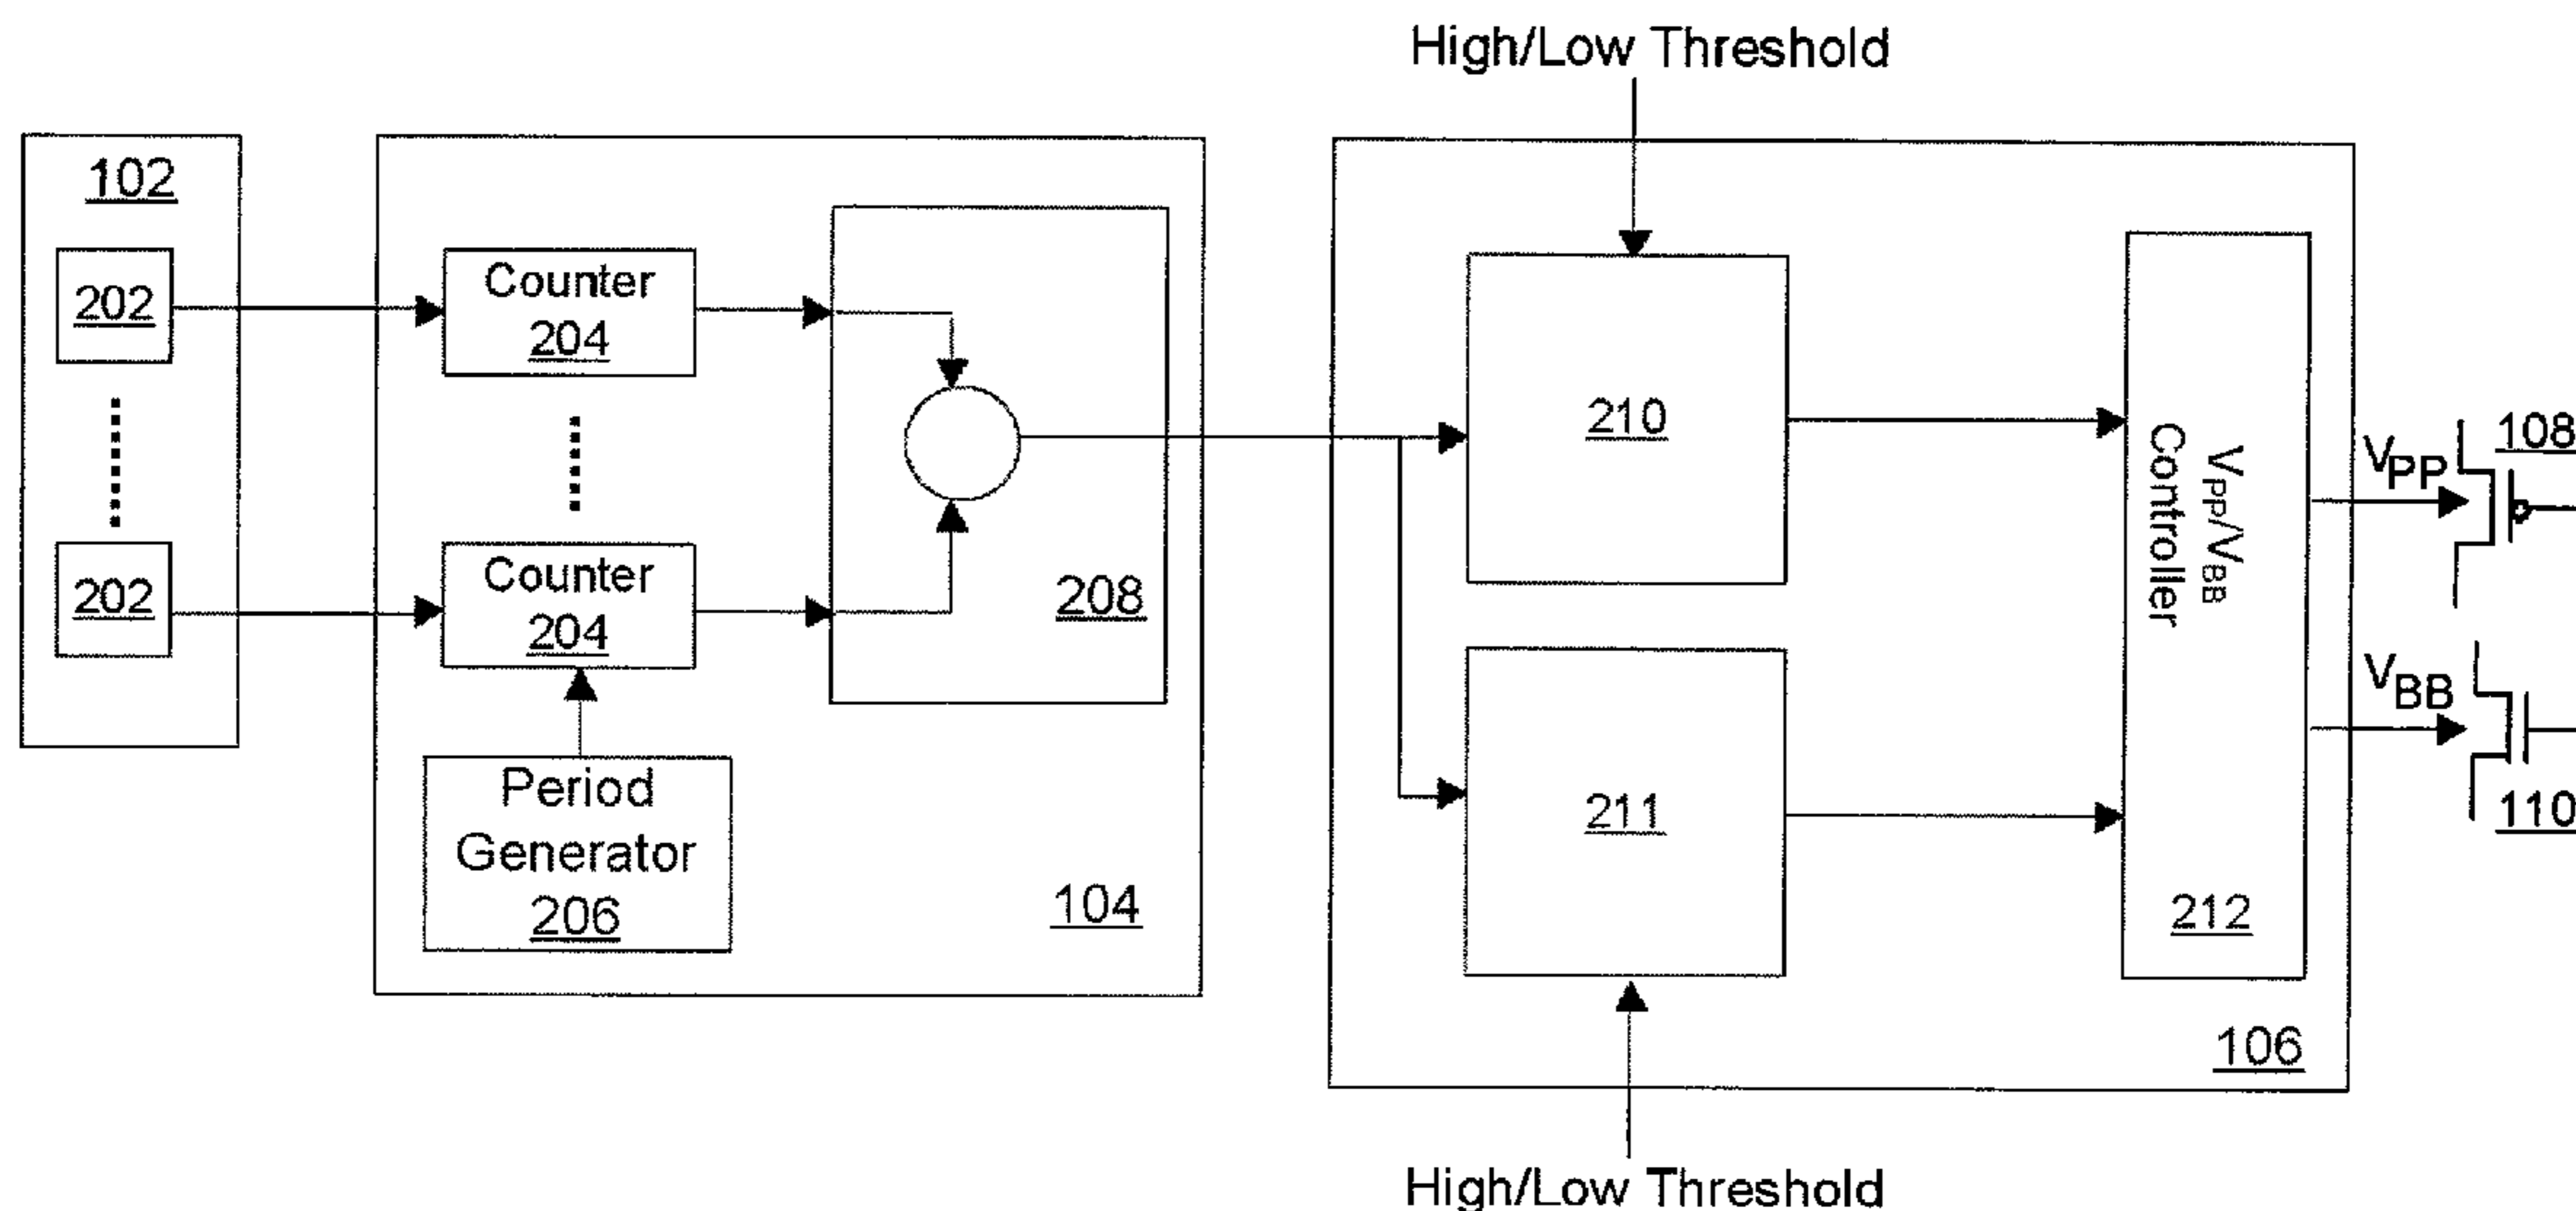 High/Low Threshold
102
202
202
Counter
204
Counter
204
Period
Generator
206
208
104
210
211
VPP/VBB
Controller
212
106
VPP
108
VBB
110
High/Low Threshold